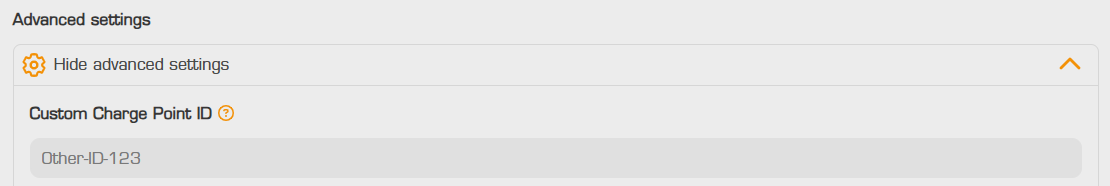 Advanced settings
Hide advanced settings
Custom Charge Point ID ?
Other-ID-123